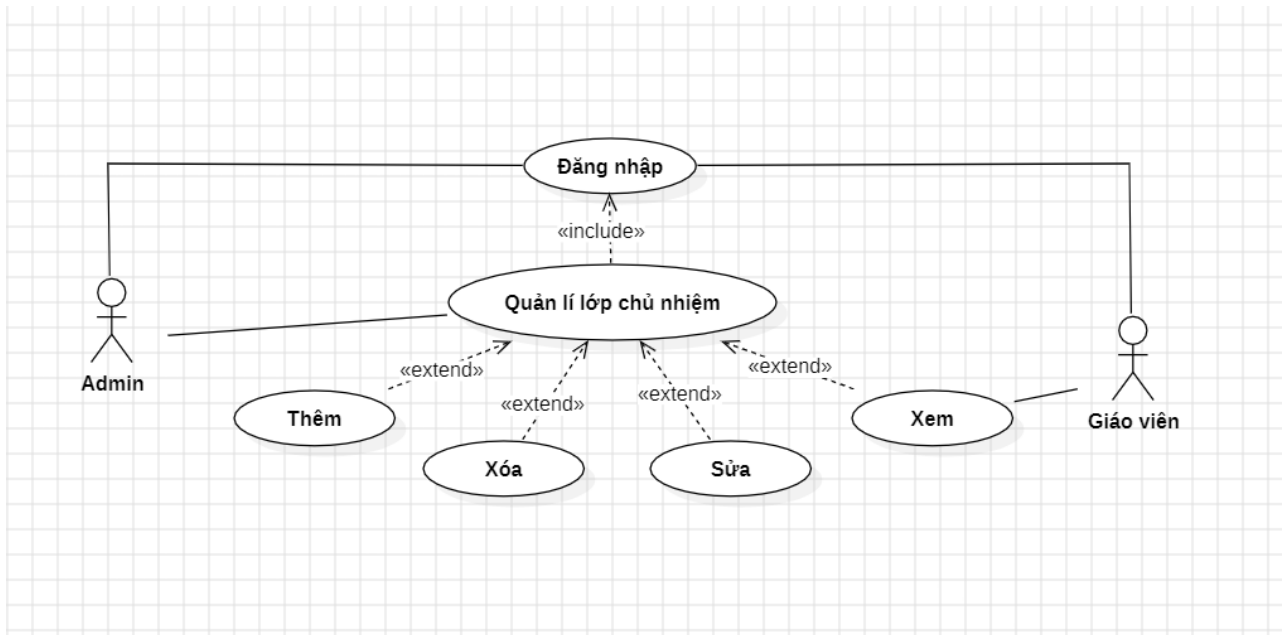 Đăng nhập
«include»
Quản lí lớp chủ nhiệm
Admin
«extend»
«extend»
«extend»
«extend»
Thêm
Xóa
Sửa
Xem
Giáo viên